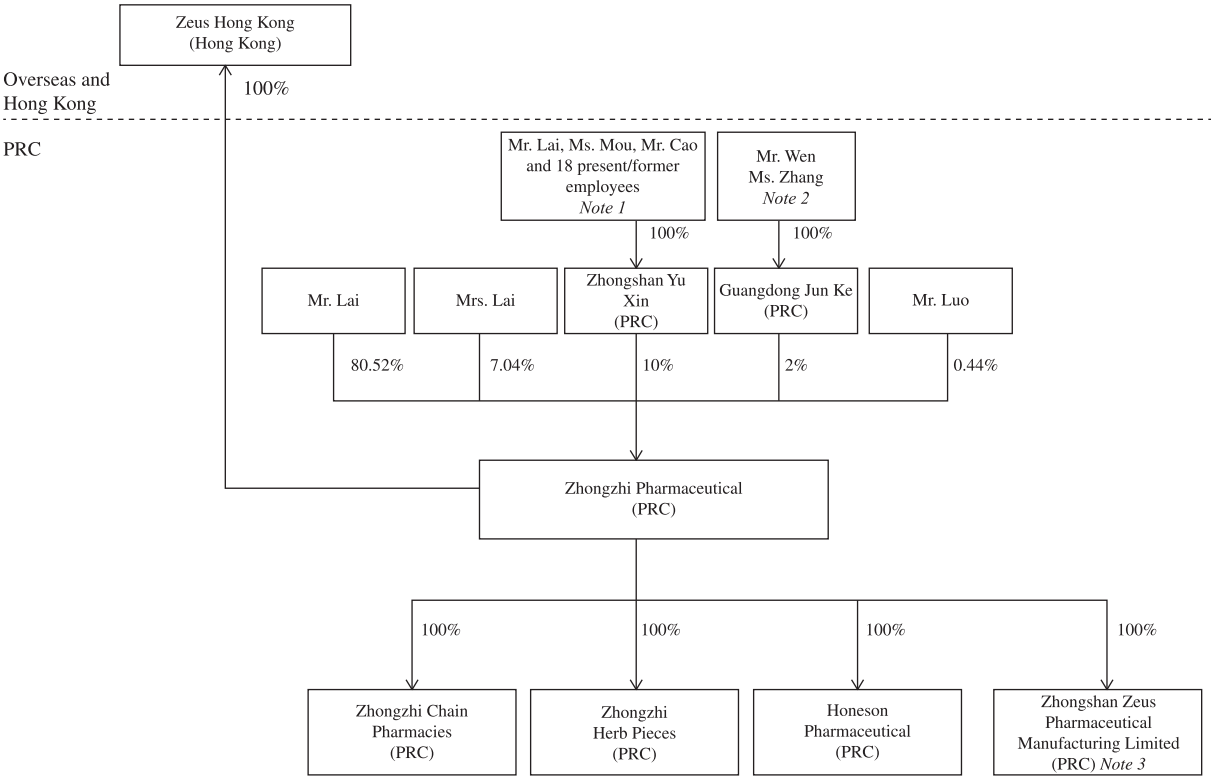 Zeus Hong Kong
(Hong Kong)
Overseas and
Hong Kong
100%
PRC
Mr. Lai, Ms. Mou, Mr. Cao
and 18 present/former
employees
Note 1
Mr. Wen
Ms. Zhang
Note 2
100%
100%
Mr. Lai
Mrs. Lai
Zhongshan Yu
Xin
(PRC)
Guangdong Jun Ke
(PRC)
Mr. Luo
80.52%
7.04%
10%
2%
0.44%
Zhongzhi Pharmaceutical
(PRC)
100%
100%
100%
100%
Zhongzhi Chain
Pharmacies
(PRC)
Zhongzhi
Herb Pieces
(PRC)
Honeson
Pharmaceutical
(PRC)
Zhongshan Zeus
Pharmaceutical
Manufacturing Limited
(PRC) Note 3